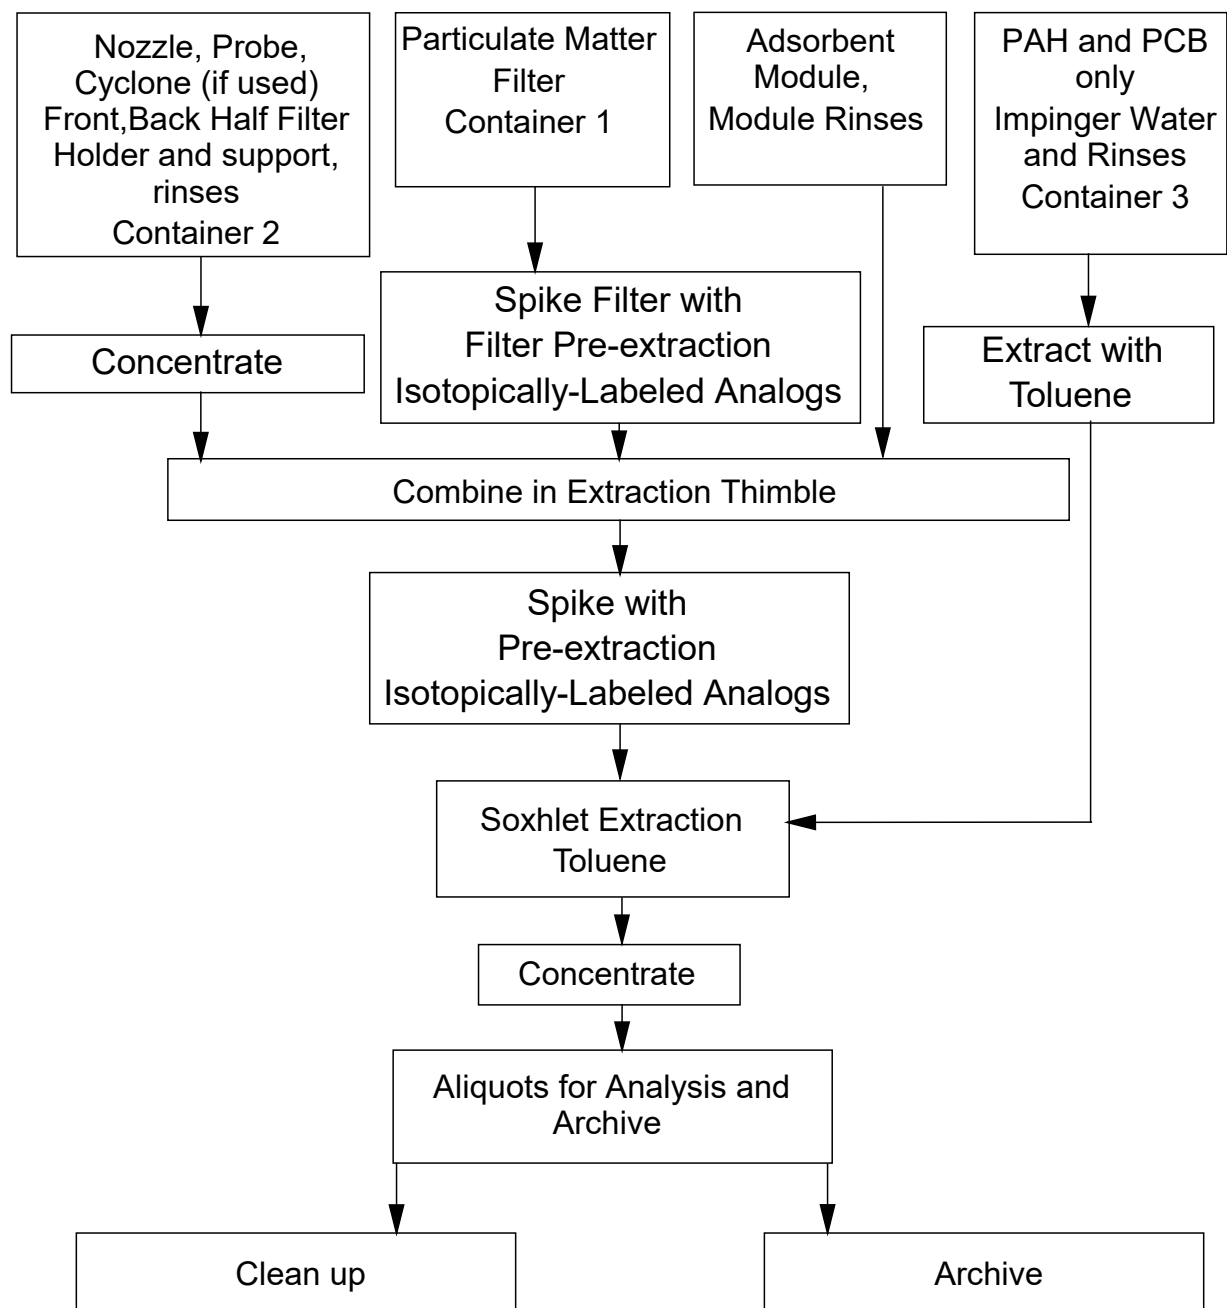 Nozzle, Probe,
Cyclone (if used)
Front,Back Half Filter
Holder and support,
rinses
Container 2
Particulate Matter
Filter
Container 1
Adsorbent
Module,
Module Rinses
PAH and PCB
only
Impinger Water
and Rinses
Container 3
Concentrate
Spike Filter with
Filter Pre-extraction
Isotopically-Labeled Analogs
Extract with
Toluene
Combine in Extraction Thimble
Spike with
Pre-extraction
Isotopically-Labeled Analogs
Soxhlet Extraction
Toluene
Concentrate
Aliquots for Analysis and
Archive
Clean up
Archive